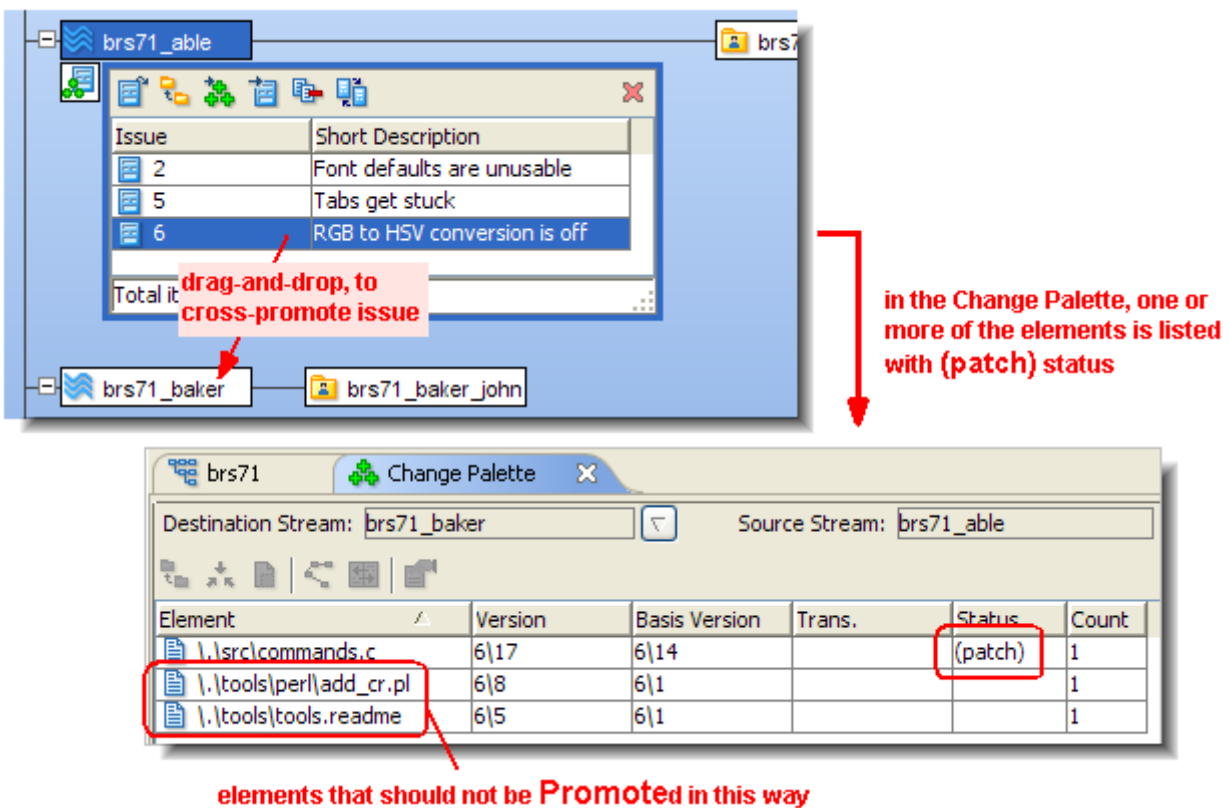 brs71_able
brs7
Issue Short Description
2 Font defaults are unusable
5 Tabs get stuck
6 RGB to HSV conversion is off
Total it
drag-and-drop, to
cross-promote issue
in the Change Palette, one or
more of the elements is listed
with (patch) status
brs71_baker brs71_baker_john
brs71 Change Palette
Destination Stream: brs71_baker Source Stream: brs71_able
Element Version Basis Version Trans. Status Count
\.\src\commands.c 6\17 6\14 (patch) 1
\.\tools\perl\add_cr.pl 6\8 6\1 1
\.\tools\tools.readme 6\5 6\1 1
elements that should not be Promoted in this way